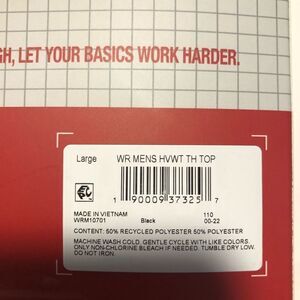 GH, LET YOUR BASICS WORK HARDER.
Large WR MENS HVWT TH TOP
1 90009 37325 7
MADE IN VIETNAM 110
WRM10701 Black 00-22
CONTENT: 50% RECYCLED POLYESTER 50% POLYESTER
MACHINE WASH COLD, GENTLE CYCLE WITH LIKE COLORS.
ONLY NON-CHLORINE BLEACH IF NEEDED. TUMBLE DRY LOW.
DO NOT IRON.